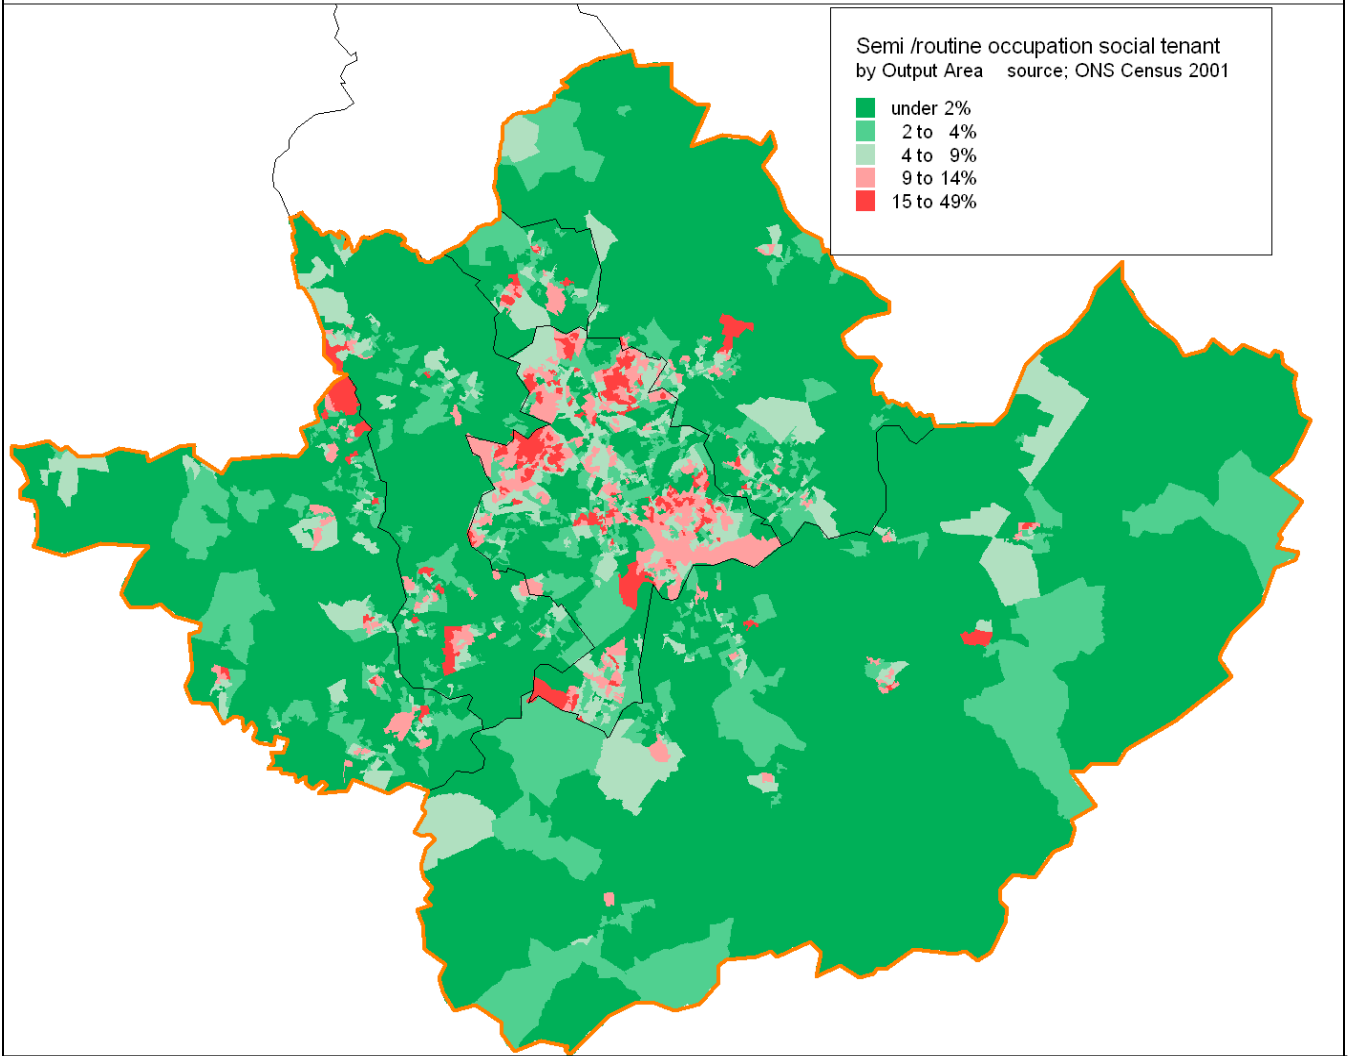 Semi /routine occupation social tenant
by Output Area source; ONS Census 2001
under 2%
2 to 4%
4 to 9%
9 to 14%
15 to 49%